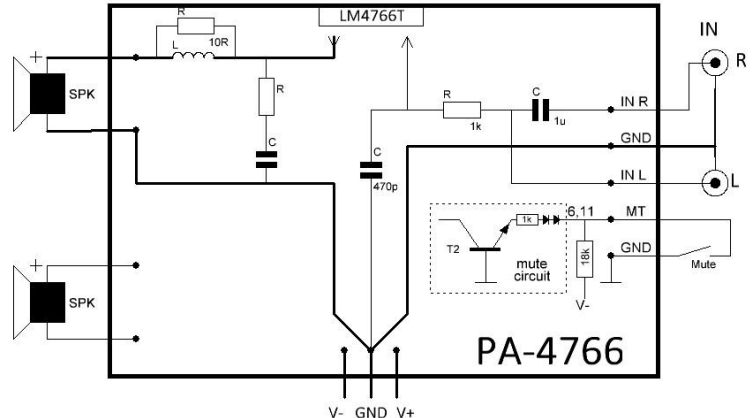 LM4766T
IN
R
10R
L
+
SPK
R
R
C
1u
IN R
R
1k
GND
C
C
470p
IN L
L
6,11
MT
1k
T2
mute
circuit
18k
GND
Mute
V-
+
SPK
PA-4766
V- GND V+